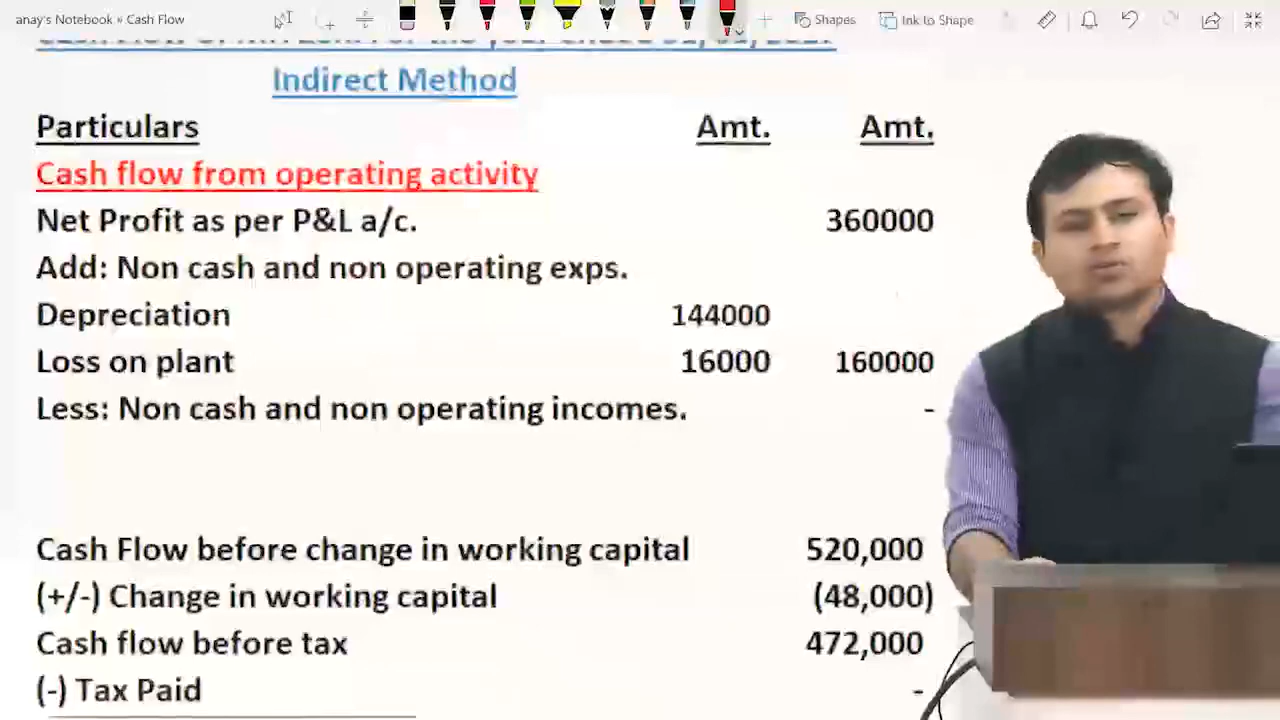 anay's Notebook » Cash Flow
Shapes
Ink to Shape
Indirect Method
Particulars Amt. Amt.
Cash flow from operating activity
Net Profit as per P&L a/c. 360000
Add: Non cash and non operating exps.
Depreciation 144000
Loss on plant 16000 160000
Less: Non cash and non operating incomes. -
Cash Flow before change in working capital 520,000
(+/-) Change in working capital (48,000)
Cash flow before tax 472,000
(-) Tax Paid -